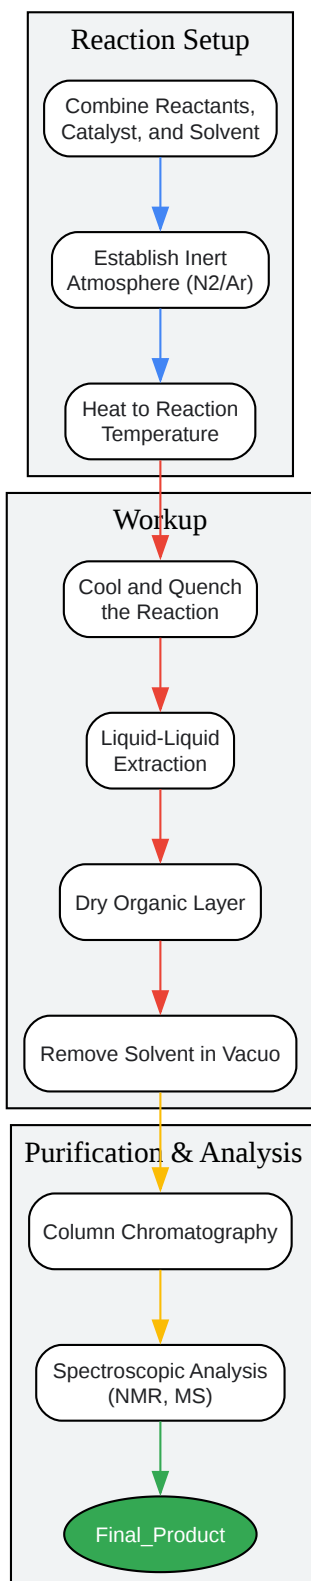 Reaction Setup
Combine Reactants,
Catalyst, and Solvent
Establish Inert
Atmosphere (N2/Ar)
Heat to Reaction
Temperature
Workup
Cool and Quench
the Reaction
Liquid-Liquid
Extraction
Dry Organic Layer
Remove Solvent in Vacuo
Purification & Analysis
Column Chromatography
Spectroscopic Analysis
(NMR, MS)
Final_Product